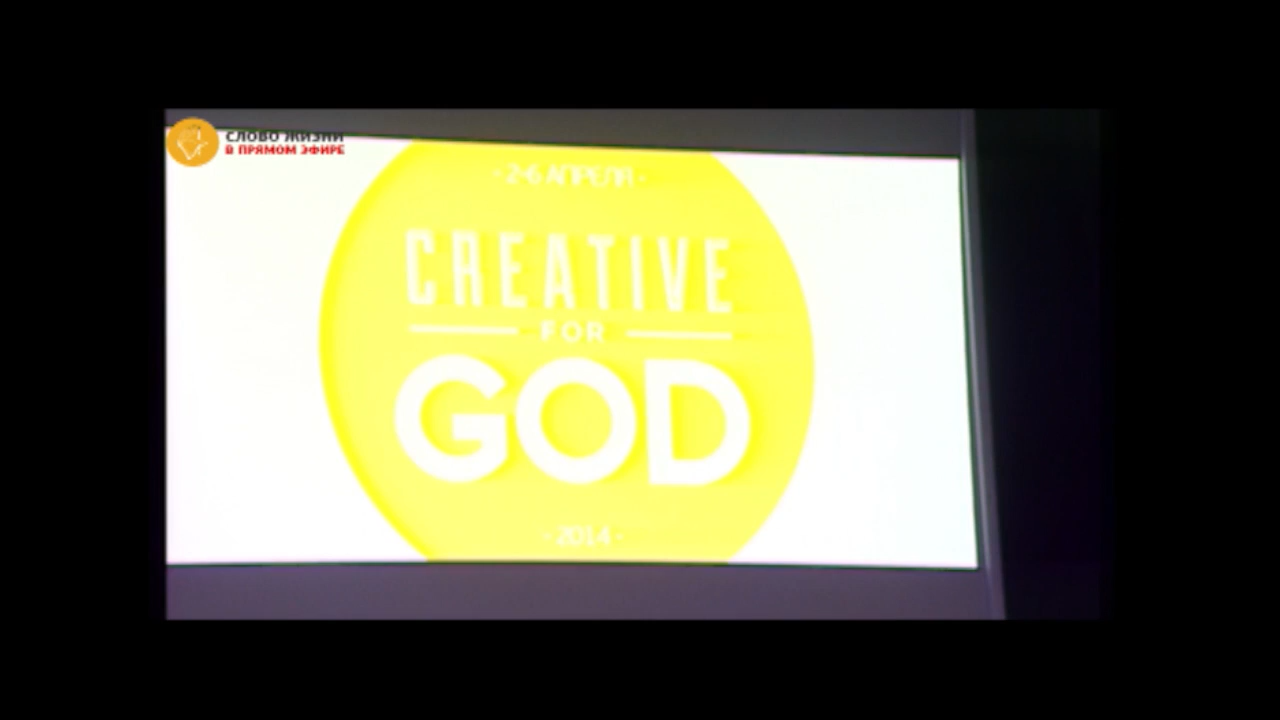 СЛОВО ЖИЗНИ
В ПРЯМОМ ЭФИРЕ
· 2-6 АПРЕЛЯ ·
CREATIVE
FOR
GOD
· 2014 ·